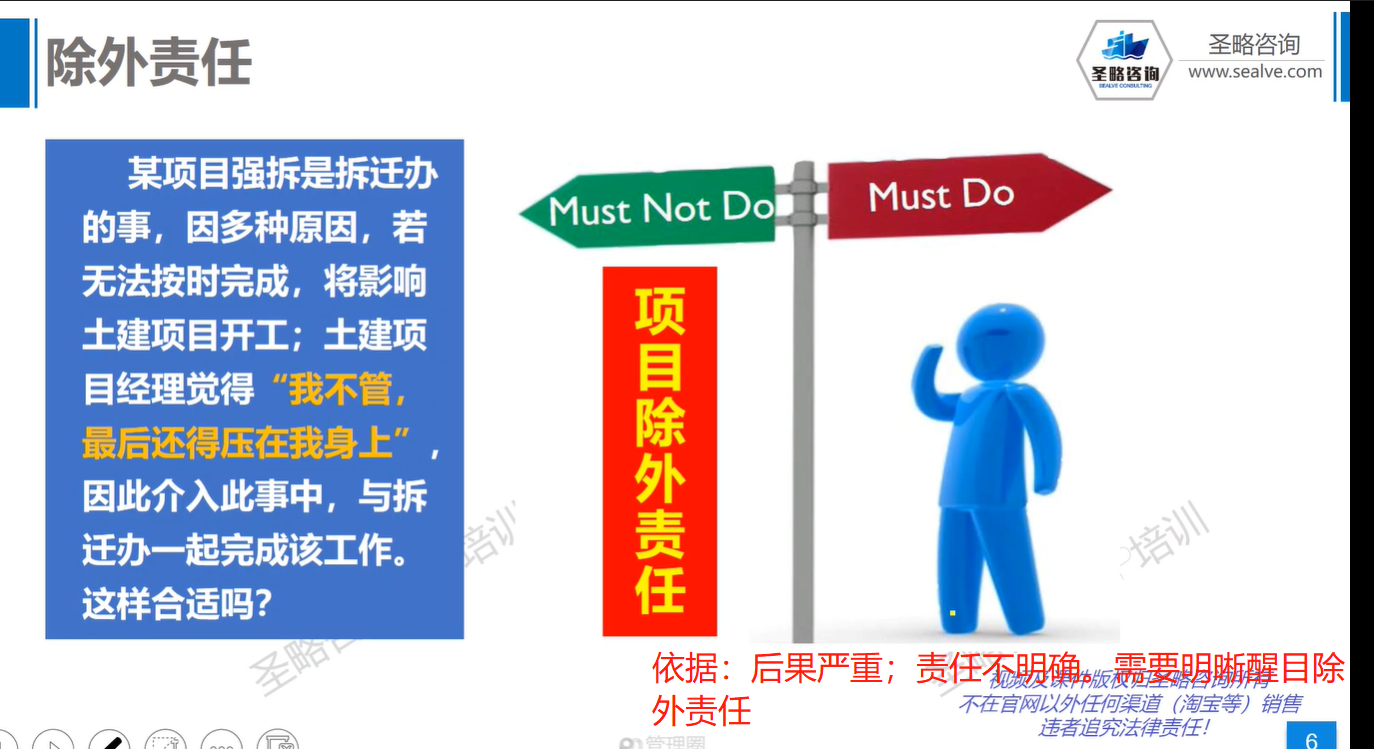 除外责任
圣略咨询
SEALVE CONSULTING
圣略咨询
www.sealve.com
某项目强拆是拆迁办
的事，因多种原因，若
无法按时完成，将影响
土建项目开工；土建项
目经理觉得“我不管，
最后还得压在我身上”，
因此介入此事中，与拆
迁办一起完成该工作。
这样合适吗？
Must Not Do
Must Do
项目除外责任
培训
培训
圣略咨
依据：后果严重；责任不明确。需要明晰醒目除
外责任
视频及课件版权归圣略咨询所有
不在官网以外任何渠道（淘宝等）销售
违者追究法律责任！
管理圈
6